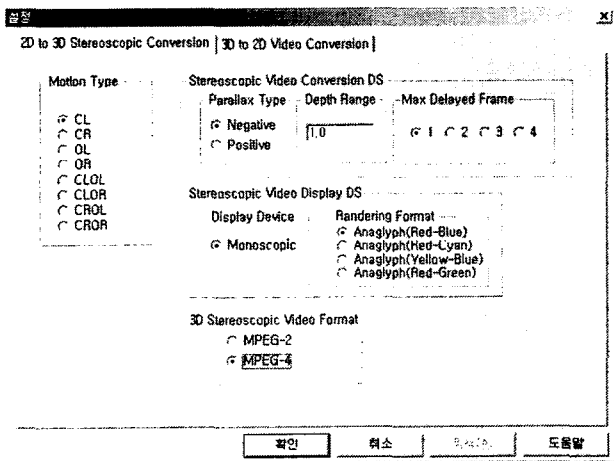 설정
2D to 3D Stereoscopic Conversion 3D to 2D Video Conversion
Motion Type
CL
CR
OL
OR
CLOL
CLOR
CROL
CROR
Stereoscopic Video Conversion DS
Parallax Type
Negative
Positive
Depth Range
1,0
Max Delayed Frame
1 2 3 4
Stereoscopic Video Display DS
Display Device
Monoscopic
Randering Format
Anaglyph(Red-Blue)
Anaglyph(Red-Cyan)
Anaglyph(Yellow-Blue)
Anaglyph(Red-Green)
3D Stereoscopic Video Format
MPEG-2
MPEG-4
확인 취소 도움말